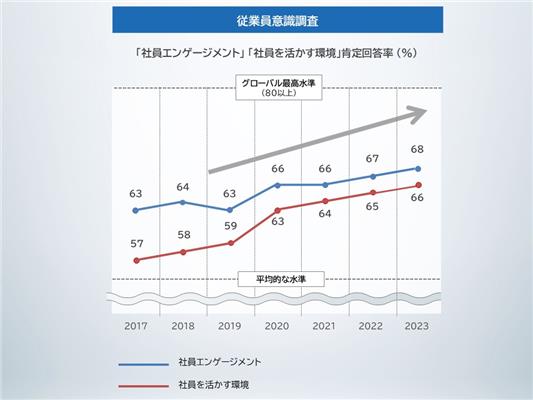 従業員意識調査
「社員エンゲージメント」「社員を活かす環境」肯定回答率(%)
グローバル最高水準
(80以上)
63 64 63 66 66 67 68
57 58 59 63 64 65 66
平均的な水準
2017 2018 2019 2020 2021 2022 2023
社員エンゲージメント
社員を活かす環境